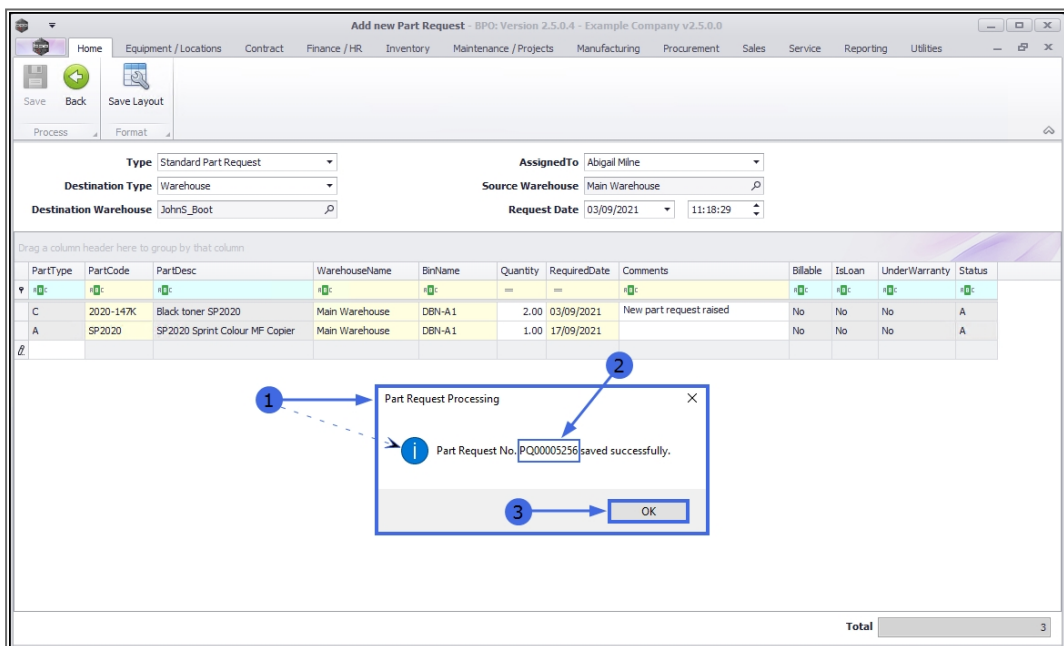 Add new Part Request - BPO: Version 2.5.0.4 - Example Company v2.5.0.0
Home Equipment / Locations Contract Finance / HR Inventory Maintenance / Projects Manufacturing Procurement Sales Service Reporting Utilities
Save Back Save Layout
Process Format
Type Standard Part Request AssignedTo Abigail Milne
Destination Type Warehouse Source Warehouse Main Warehouse
Destination Warehouse JohnS_Boot Request Date 03/09/2021 11:18:29
Drag a column header here to group by that column
PartType PartCode PartDesc WarehouseName BinName Quantity RequiredDate Comments Billable IsLoan UnderWarranty Status
C 2020-147K Black toner SP2020 Main Warehouse DBN-A1 2.00 03/09/2021 New part request raised No No No A
A SP2020 SP2020 Sprint Colour MF Copier Main Warehouse DBN-A1 1.00 17/09/2021 No No No A
2
1 Part Request Processing
Part Request No. PQ00005256 saved successfully.
3 OK
Total 3